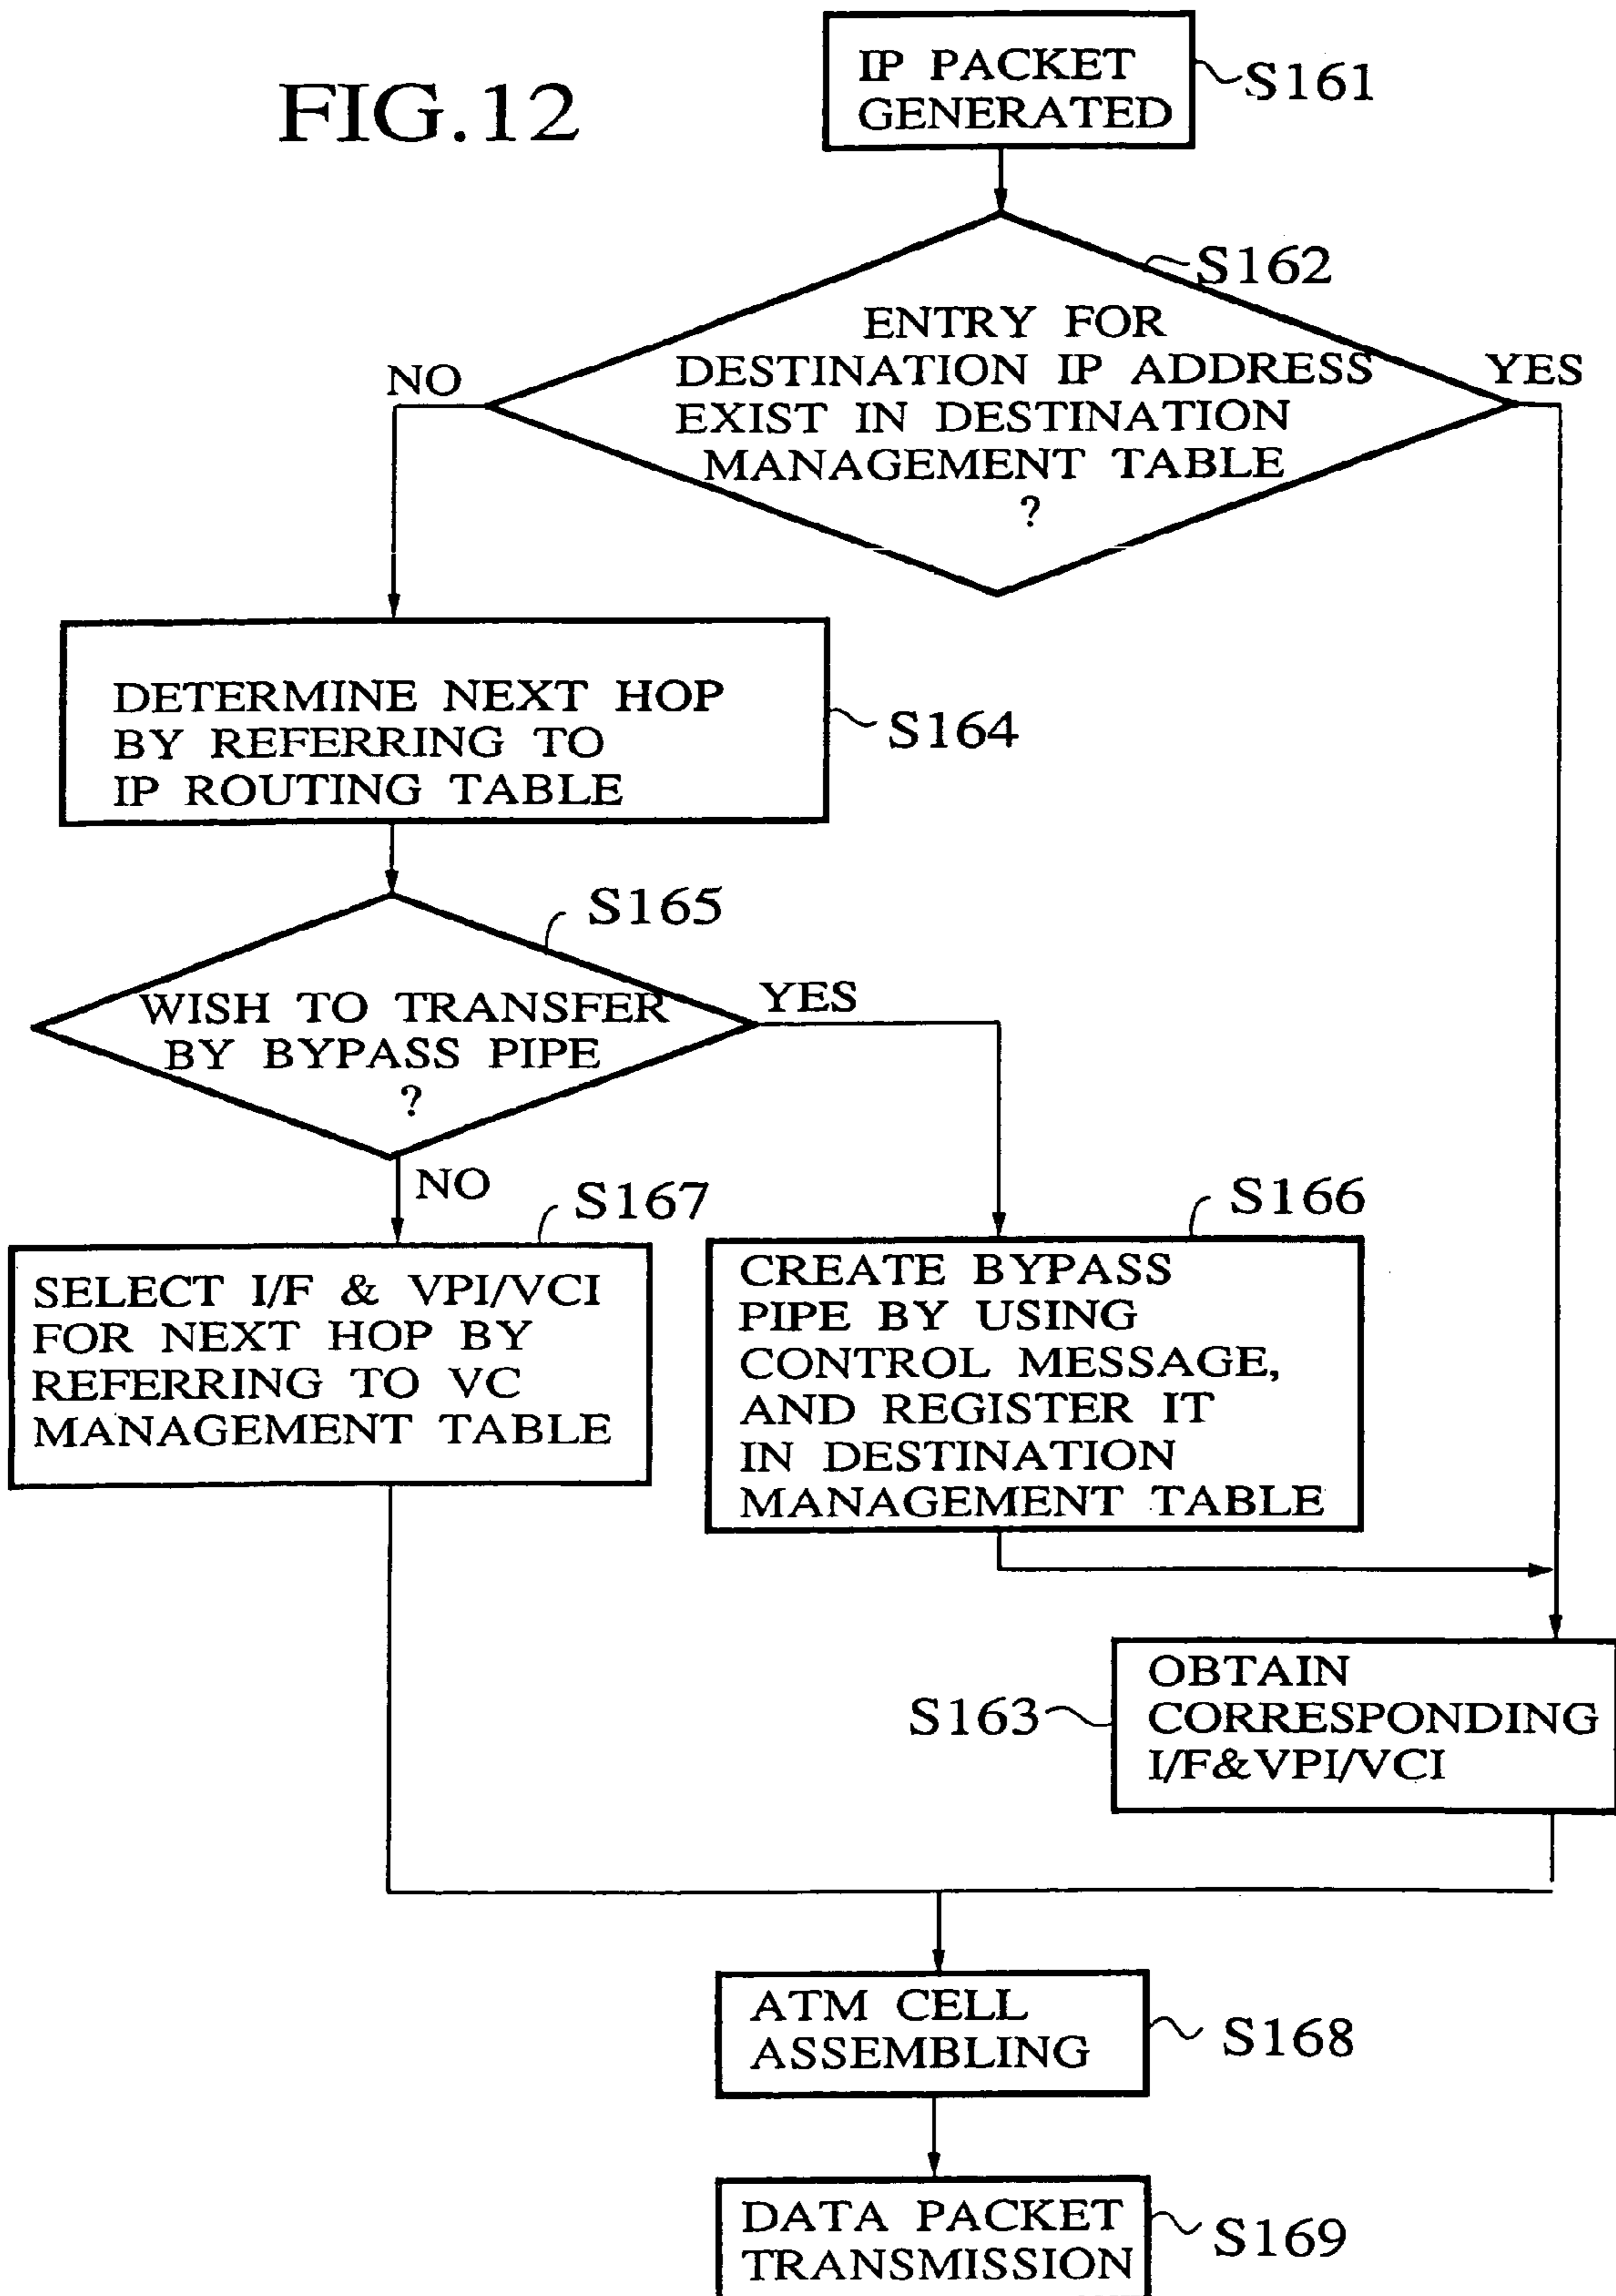 FIG.12
IP PACKET
GENERATED
S161
S162
ENTRY FOR
DESTINATION IP ADDRESS
EXIST IN DESTINATION
MANAGEMENT TABLE
?
NO
YES
DETERMINE NEXT HOP
BY REFERRING TO
IP ROUTING TABLE
S164
S165
WISH TO TRANSFER
BY BYPASS PIPE
?
YES
NO
S167
SELECT I/F & VPI/VCI
FOR NEXT HOP BY
REFERRING TO VC
MANAGEMENT TABLE
S166
CREATE BYPASS
PIPE BY USING
CONTROL MESSAGE,
AND REGISTER IT
IN DESTINATION
MANAGEMENT TABLE
S163
OBTAIN
CORRESPONDING
I/F&VPI/VCI
ATM CELL
ASSEMBLING
S168
DATA PACKET
TRANSMISSION
S169